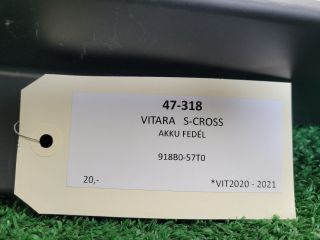 47-318
VITARA S-CROSS
AKKU FEDÉL
918B0-57T0
20,- *VIT2020 - 2021